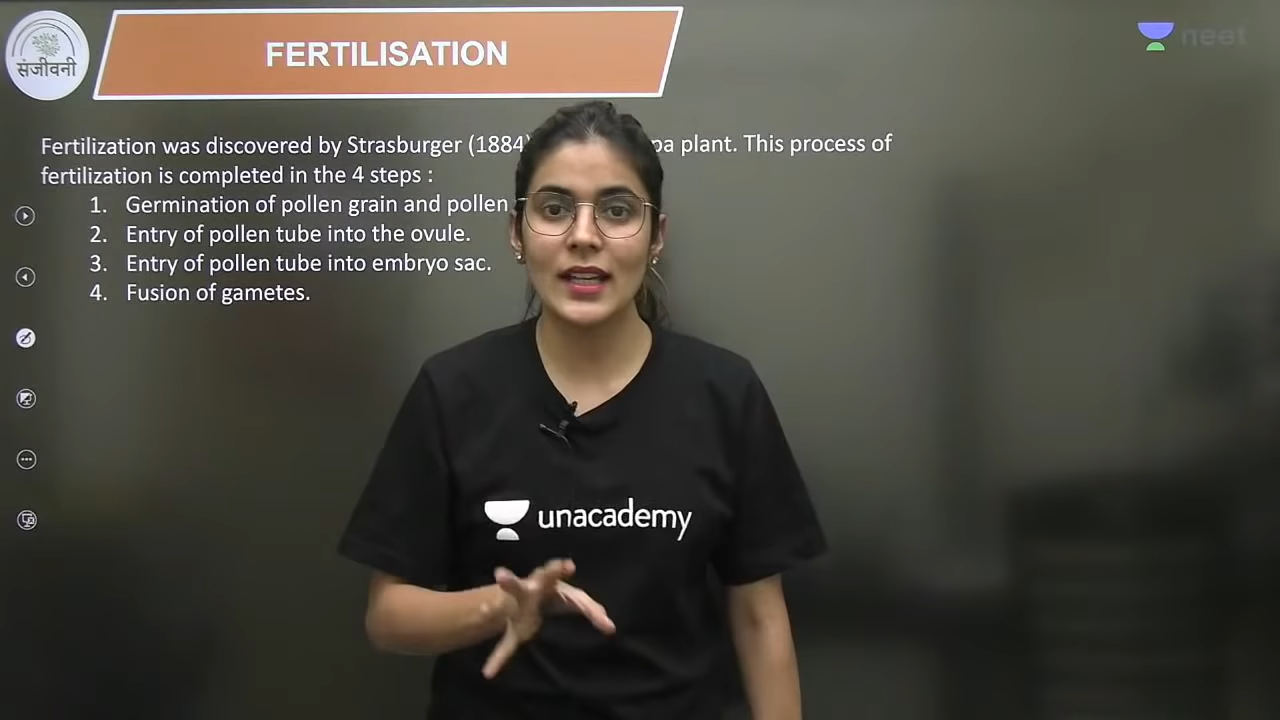 संजीवनी
FERTILISATION
neet
Fertilization was discovered by Strasburger (1884) pa plant. This process of
fertilization is completed in the 4 steps :
1. Germination of pollen grain and pollen
2. Entry of pollen tube into the ovule.
3. Entry of pollen tube into embryo sac.
4. Fusion of gametes.
unacademy